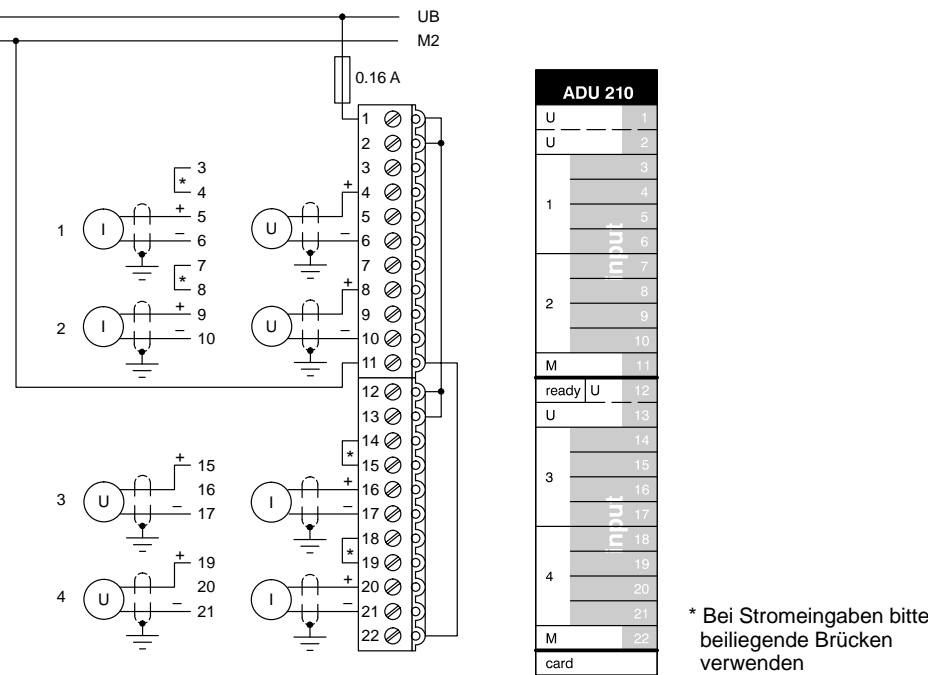 UB
M2
0.16 A
1
2
3
4
5
6
7
8
9
10
11
12
13
14
15
16
17
18
19
20
21
22
+
−
+
−
*
+
−
*
+
−
3
*
4
1 I + 5
− 6
U
7
*
8
2 I + 9
− 10
U
3 U + 15
16
− 17
I
4 U + 19
20
− 21
I
ADU 210
U 1
U 2
3
4
1 5
6
input
7
8
2 9
10
M 11
ready U 12
U 13
14
15
3 16
17
input
18
19
4 20
21
M 22
card
* Bei Stromeingaben bitte
beiliegende Brücken
verwenden